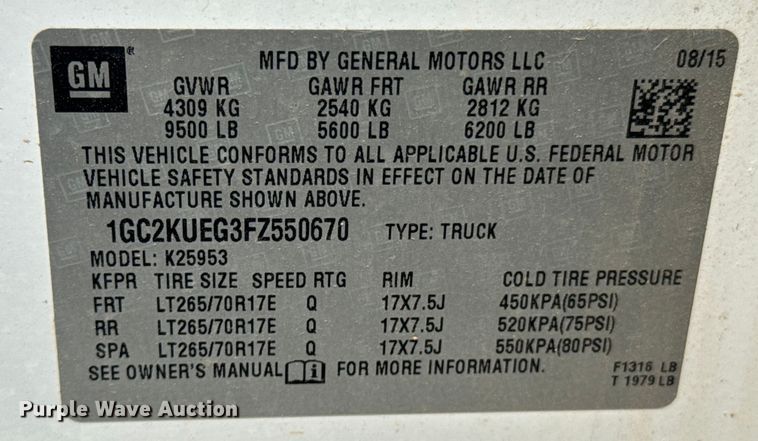 GM ®
MFD BY GENERAL MOTORS LLC 08/15
GVWR GAWR FRT GAWR RR
4309 KG 2540 KG 2812 KG
9500 LB 5600 LB 6200 LB
THIS VEHICLE CONFORMS TO ALL APPLICABLE U.S. FEDERAL MOTOR
VEHICLE SAFETY STANDARDS IN EFFECT ON THE DATE OF
MANUFACTURE SHOWN ABOVE.
1GC2KUEG3FZ550670 TYPE: TRUCK
MODEL: K25953
KFPR TIRE SIZE SPEED RTG RIM COLD TIRE PRESSURE
FRT LT265/70R17E Q 17X7.5J 450KPA(65PSI)
RR LT265/70R17E Q 17X7.5J 520KPA(75PSI)
SPA LT265/70R17E Q 17X7.5J 550KPA(80PSI)
SEE OWNER'S MANUAL i FOR MORE INFORMATION.
F1316 LB
T 1979 LB
Purple Wave Auction